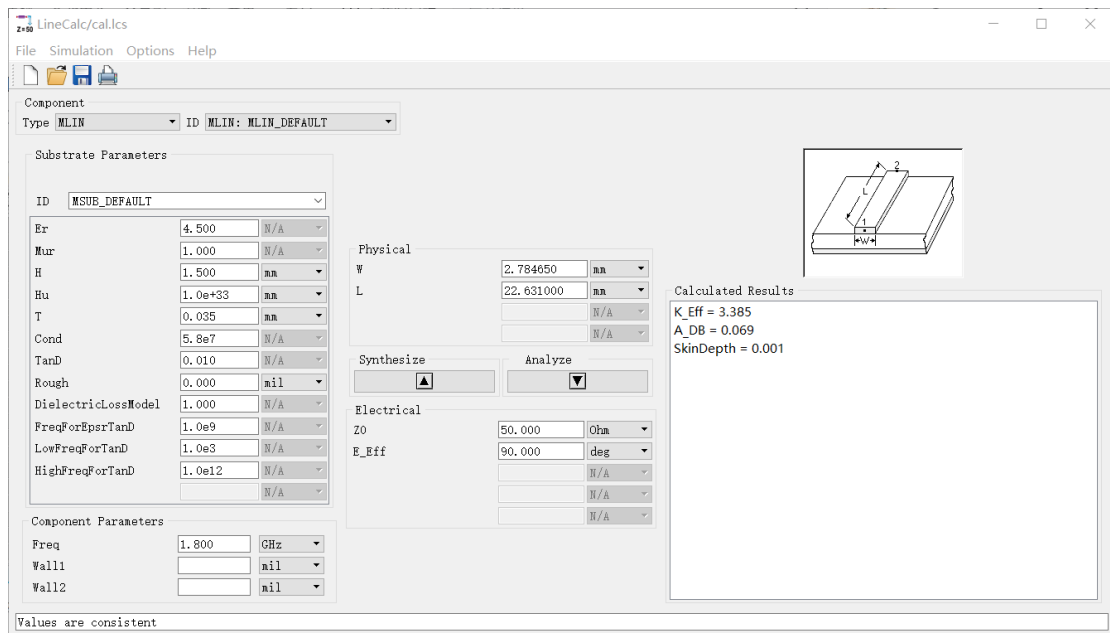 Z=50 LineCalc/cal.lcs
File Simulation Options Help
Component
Type MLIN ID MLIN: MLIN_DEFAULT
Substrate Parameters
ID MSUB_DEFAULT
Er 4.500 N/A
Mur 1.000 N/A
H 1.500 mm
Hu 1.0e+33 mm
T 0.035 mm
Cond 5.8e7 N/A
TanD 0.010 N/A
Rough 0.000 mil
DielectricLossModel 1.000 N/A
FreqForEpsrTanD 1.0e9 N/A
LowFreqForTanD 1.0e3 N/A
HighFreqForTanD 1.0e12 N/A
N/A
Component Parameters
Freq 1.800 GHz
Wall1 mil
Wall2 mil
Physical
W 2.784650 mm
L 22.631000 mm
N/A
N/A
Synthesize Analyze
Electrical
Z0 50.000 Ohm
E_Eff 90.000 deg
N/A
N/A
N/A
2
L
1
W
Calculated Results
K_Eff = 3.385
A_DB = 0.069
SkinDepth = 0.001
Values are consistent